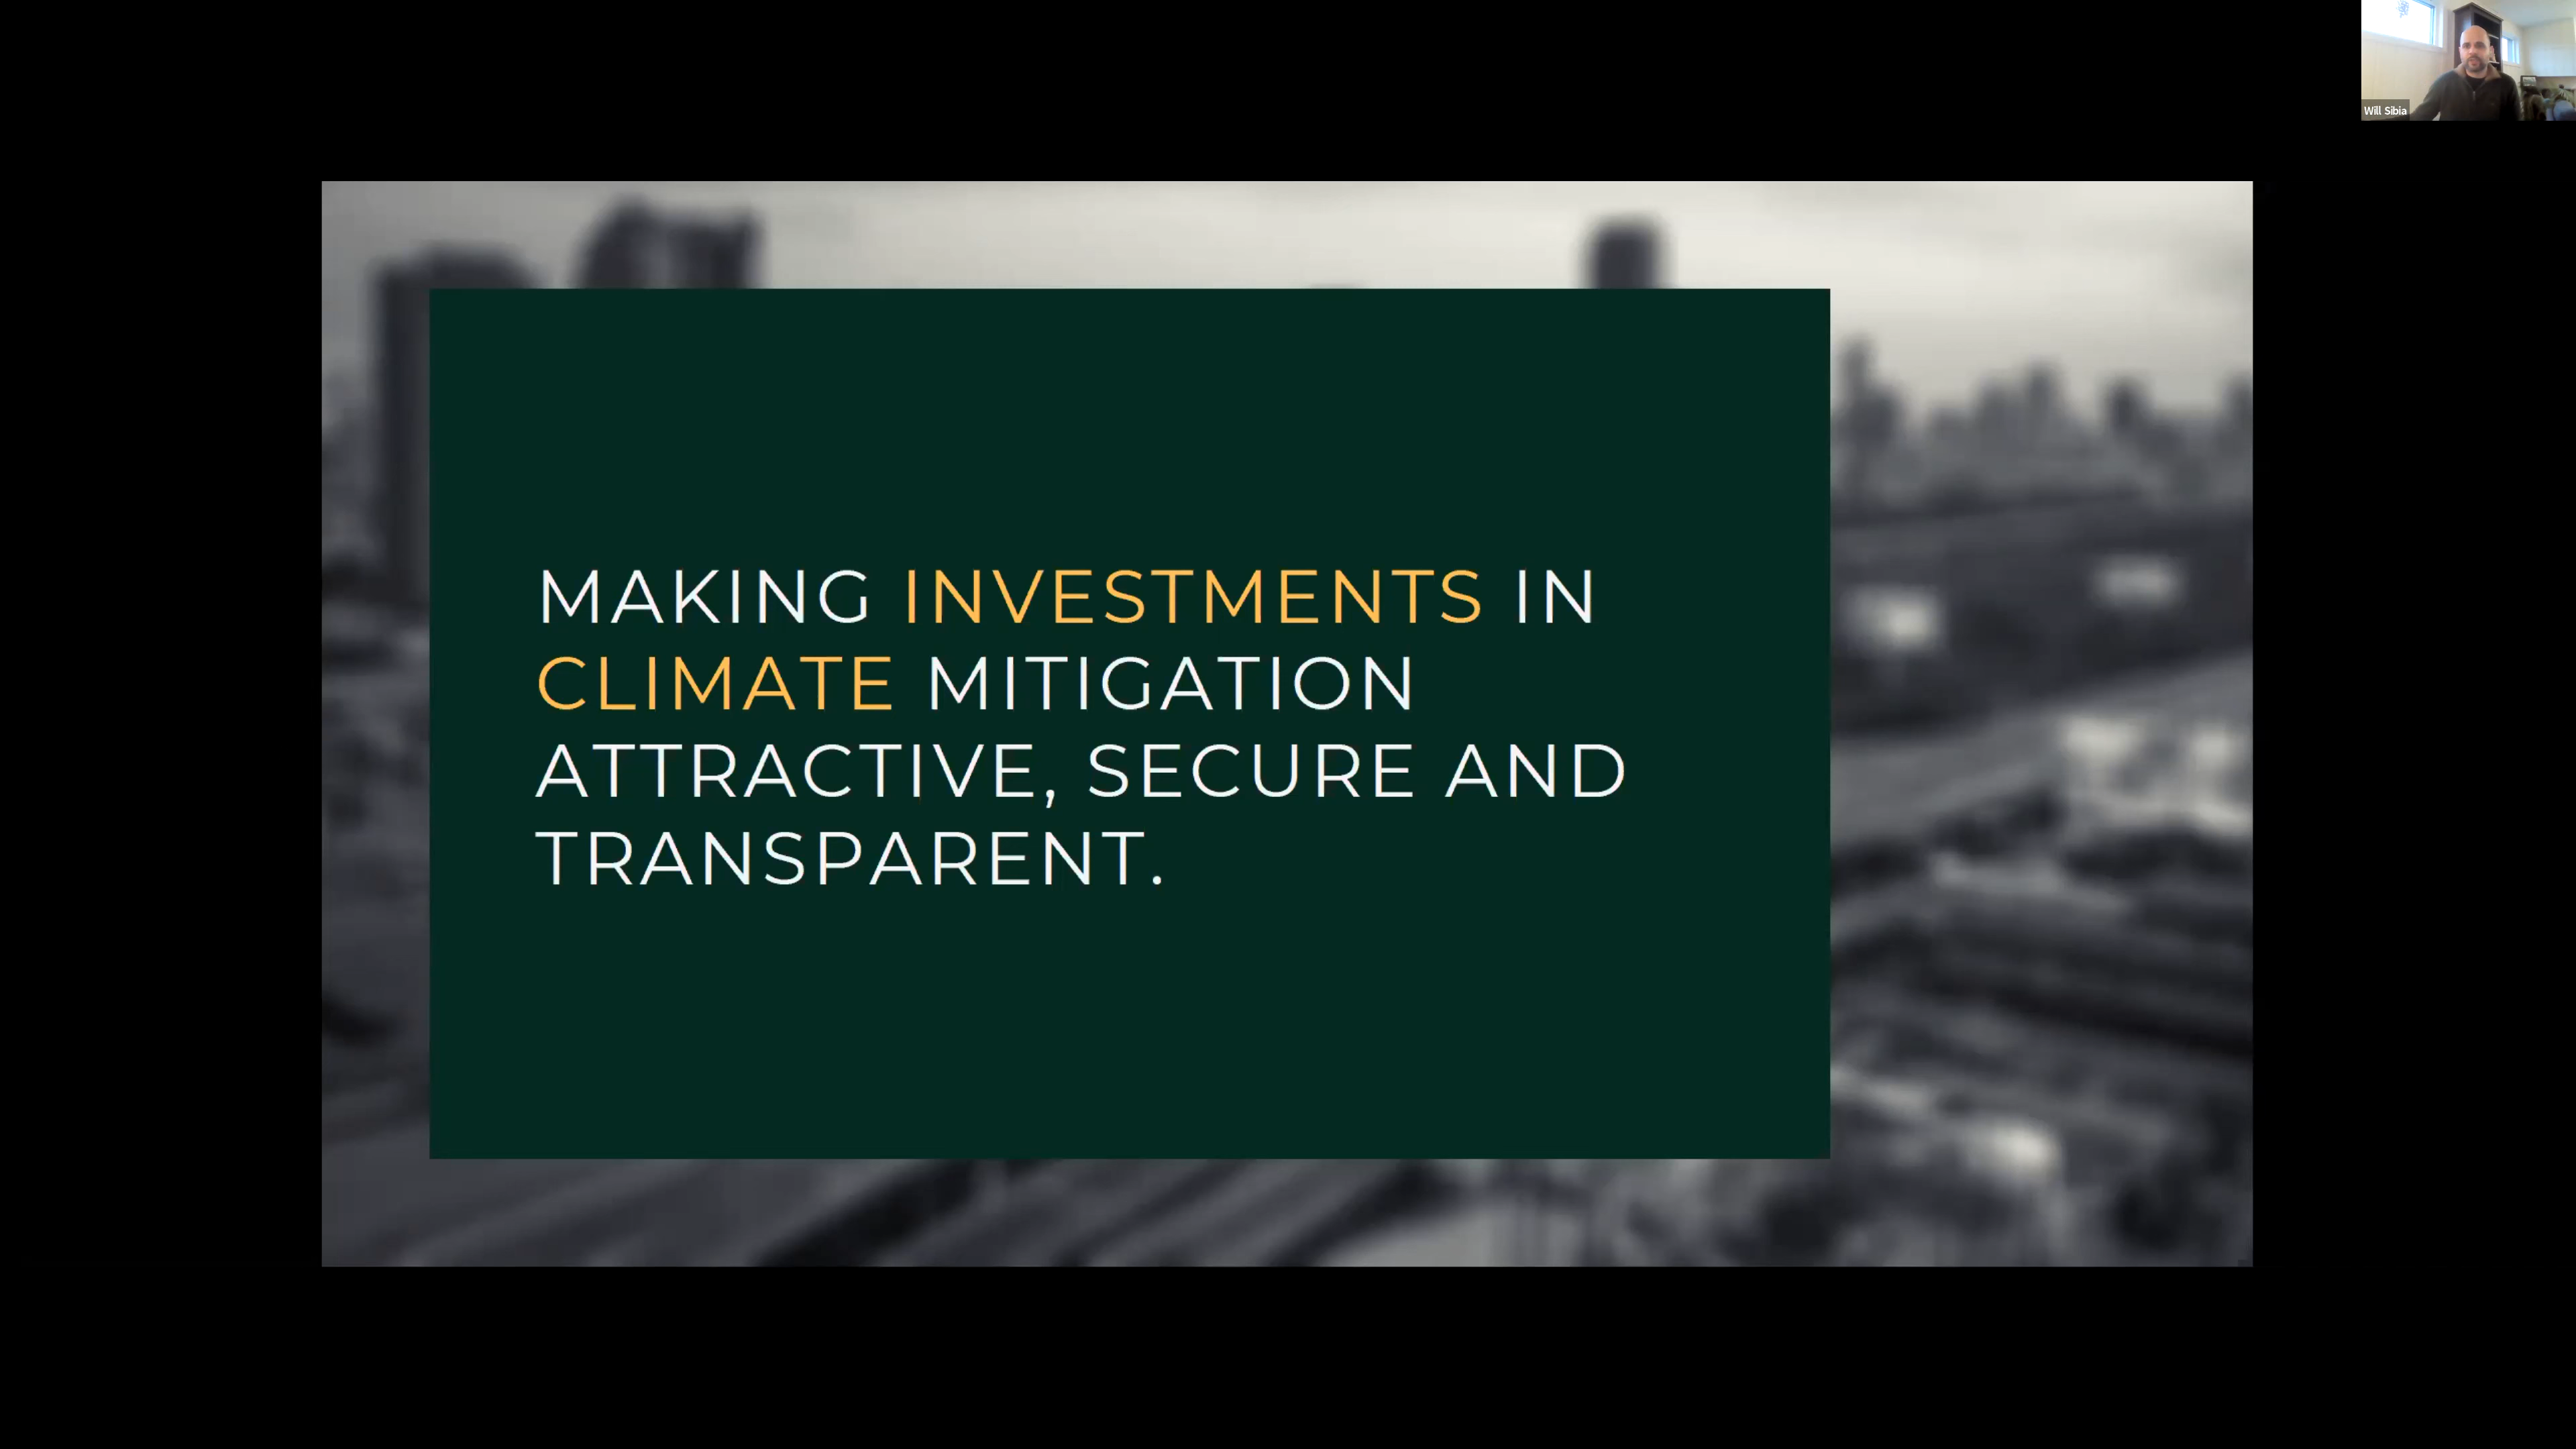 Will Sibia
MAKING INVESTMENTS IN
CLIMATE MITIGATION
ATTRACTIVE, SECURE AND
TRANSPARENT.